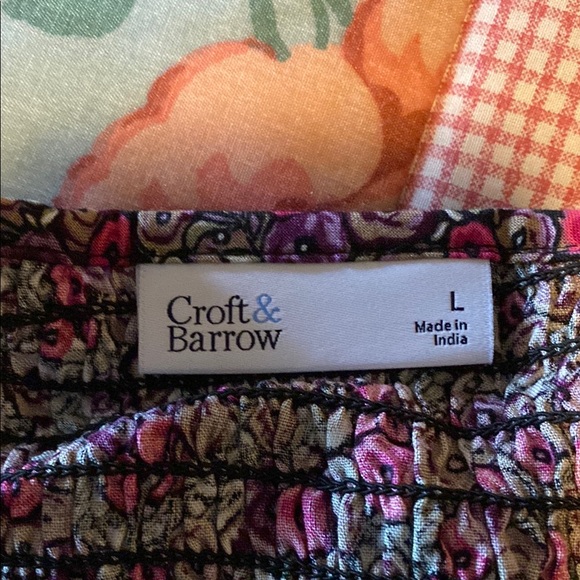 Croft&
Barrow
L
Made in
India